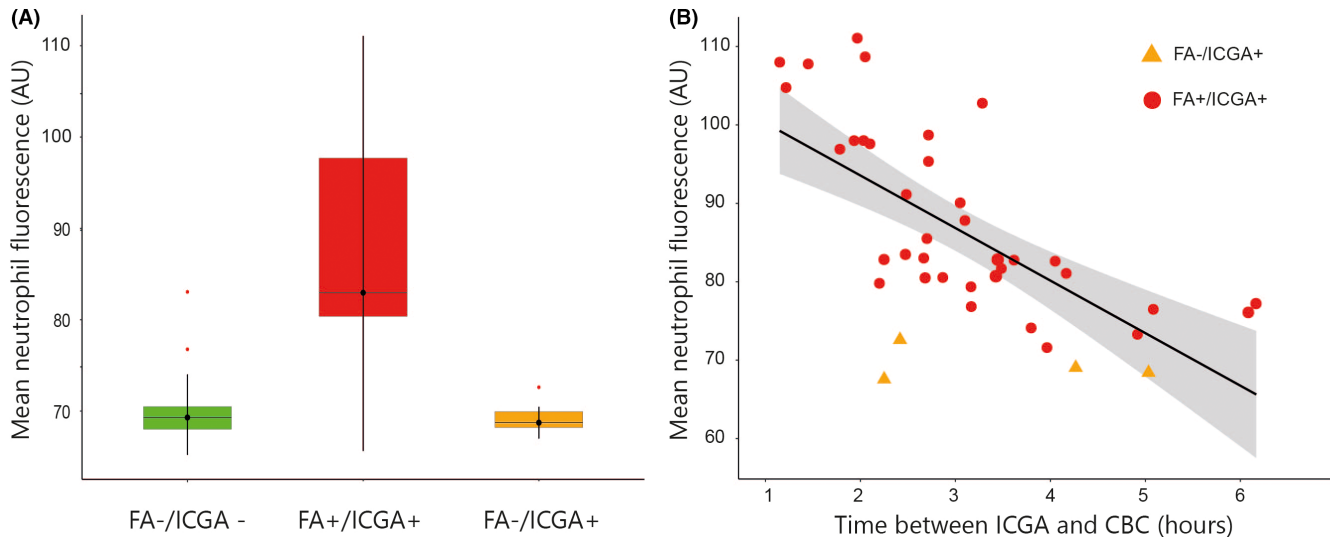 (A)
Mean neutrophil fluorescence (AU)
110
100
90
80
70
FA-/ICGA -
FA+/ICGA+
FA-/ICGA+
(B)
Mean neutrophil fluorescence (AU)
110
100
90
80
70
60
1 2 3 4 5 6
Time between ICGA and CBC (hours)
FA-/ICGA+
FA+/ICGA+